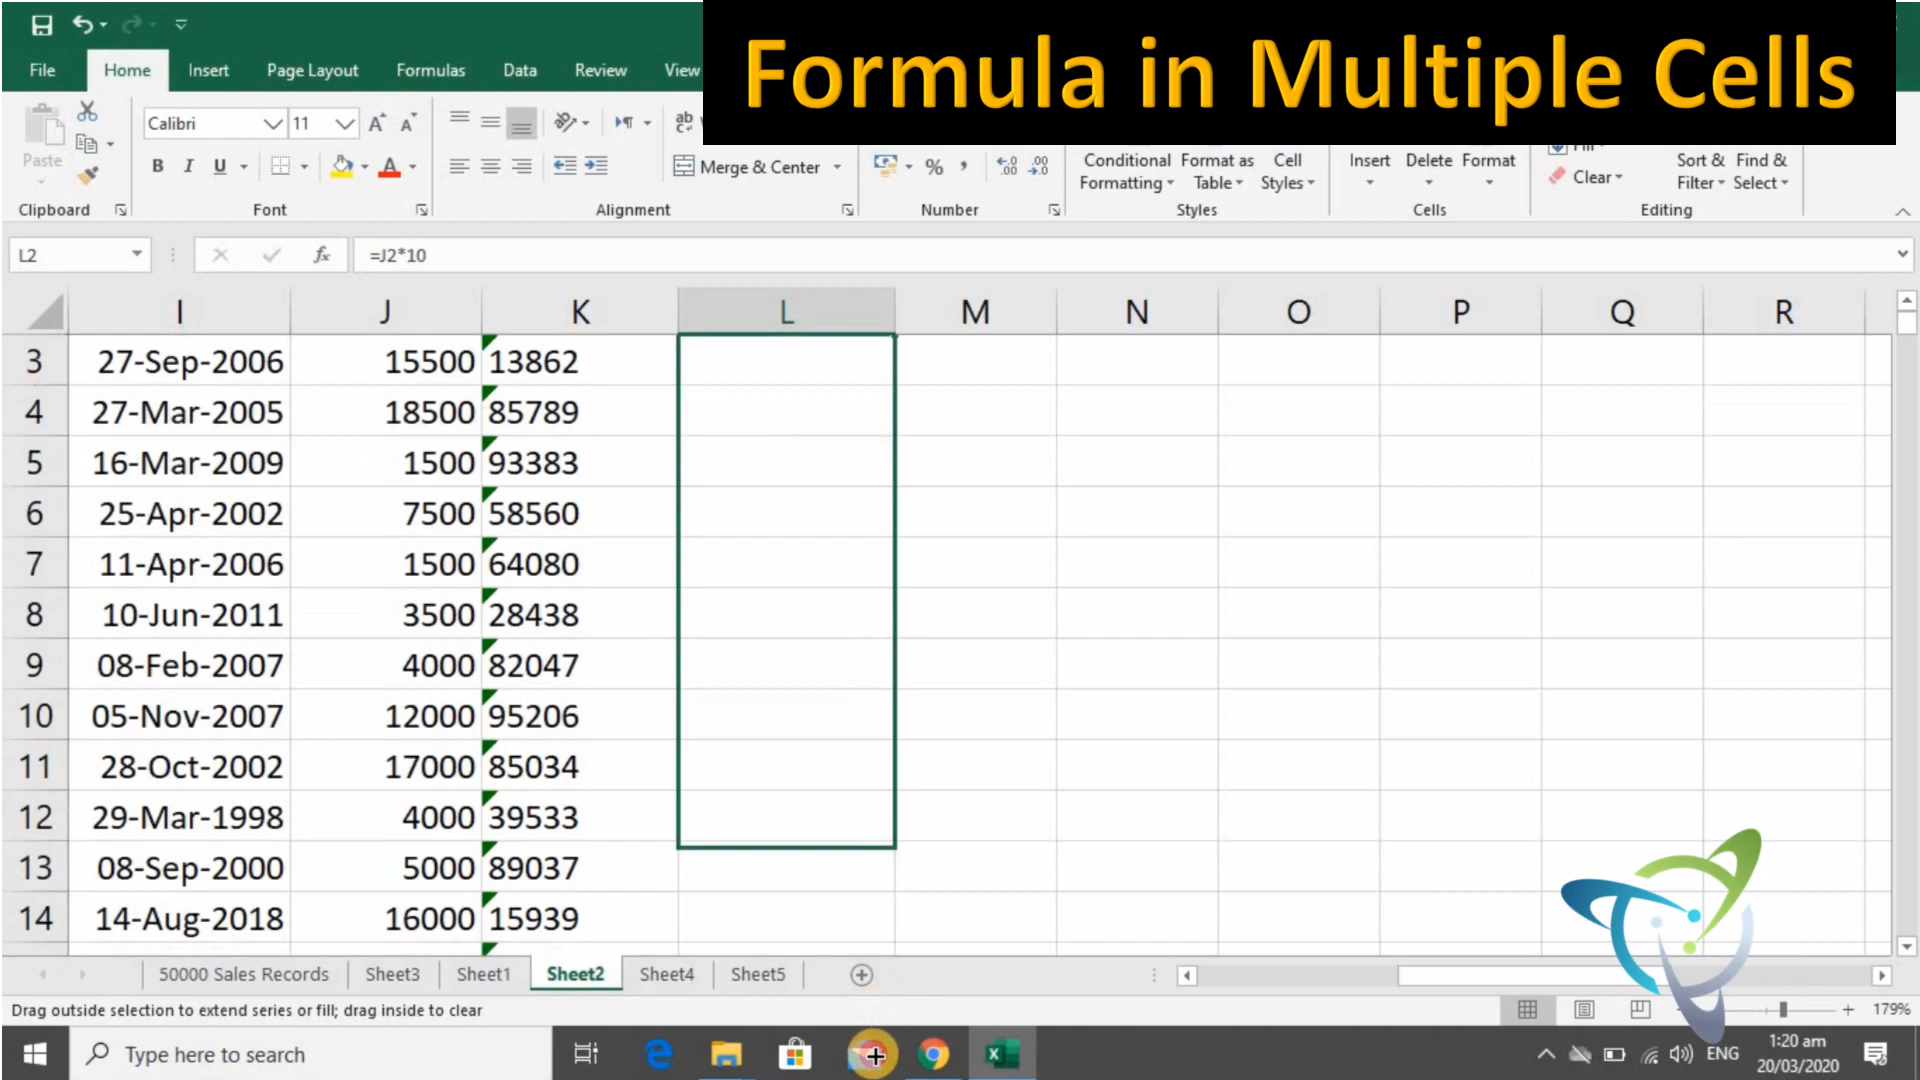 Formula in Multiple Cells
File Home Insert Page Layout Formulas Data Review View
Calibri 11 A A ab
Paste B I U A Merge & Center % , Conditional Formatting Format as Table Cell Styles Insert Delete Format Clear Sort & Filter Find & Select
Clipboard Font Alignment Number Styles Cells Editing
L2 fx =J2*10
I J K L M N O P Q R
3 27-Sep-2006 15500 13862
4 27-Mar-2005 18500 85789
5 16-Mar-2009 1500 93383
6 25-Apr-2002 7500 58560
7 11-Apr-2006 1500 64080
8 10-Jun-2011 3500 28438
9 08-Feb-2007 4000 82047
10 05-Nov-2007 12000 95206
11 28-Oct-2002 17000 85034
12 29-Mar-1998 4000 39533
13 08-Sep-2000 5000 89037
14 14-Aug-2018 16000 15939
50000 Sales Records Sheet3 Sheet1 Sheet2 Sheet4 Sheet5
Drag outside selection to extend series or fill; drag inside to clear 179%
Type here to search ENG 1:20 am
20/03/2020